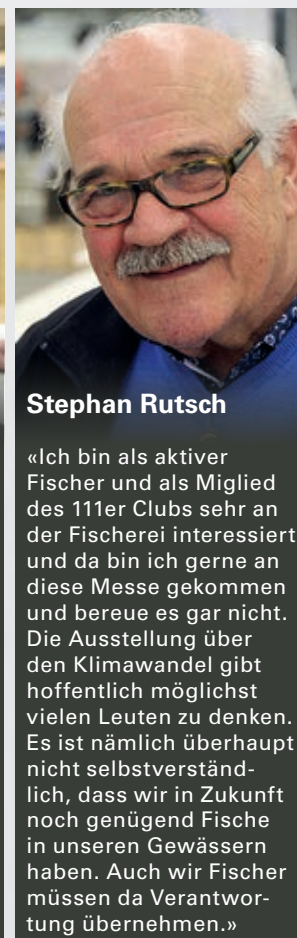 Stephan Rutsch
«Ich bin als aktiver
Fischer und als Miglied
des 111er Clubs sehr an
der Fischerei interessiert
und da bin ich gerne an
diese Messe gekommen
und bereue es gar nicht.
Die Ausstellung über
den Klimawandel gibt
hoffentlich möglichst
vielen Leuten zu denken.
Es ist nämlich überhaupt
nicht selbstverständ-
lich, dass wir in Zukunft
noch genügend Fische
in unseren Gewässern
haben. Auch wir Fischer
müssen da Verantwor-
tung übernehmen.»